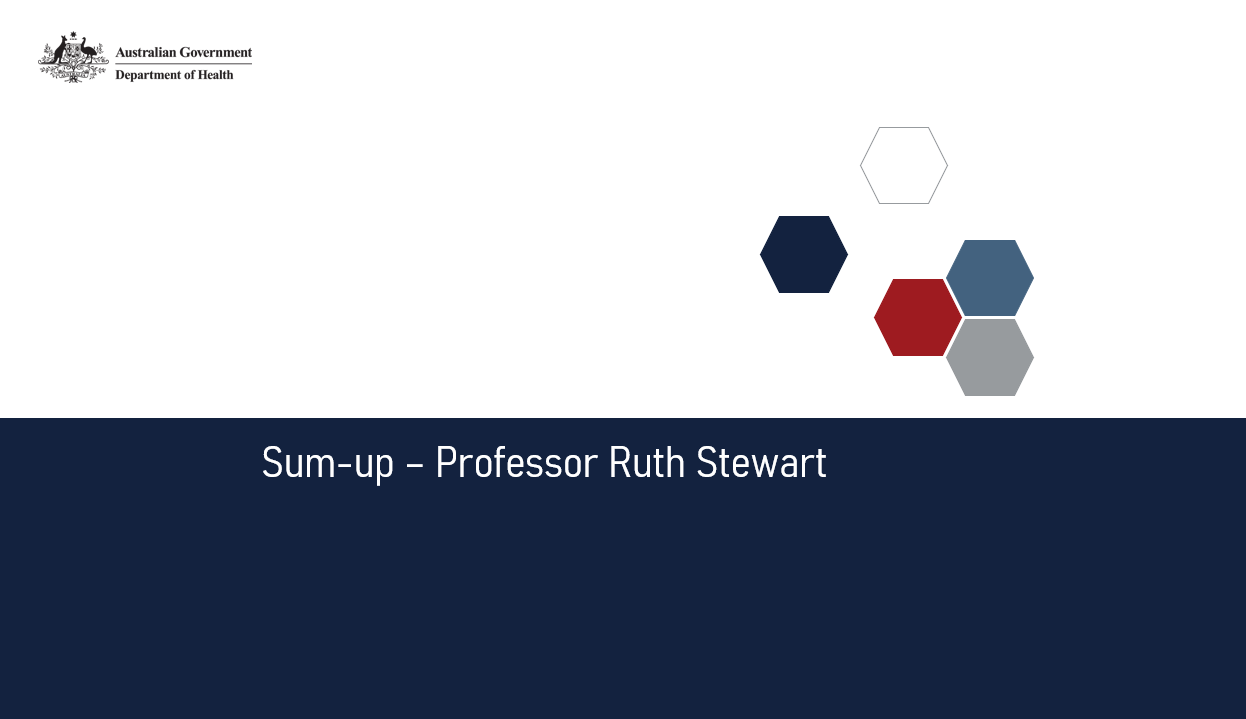 Australian Government
Department of Health
Sum-up – Professor Ruth Stewart